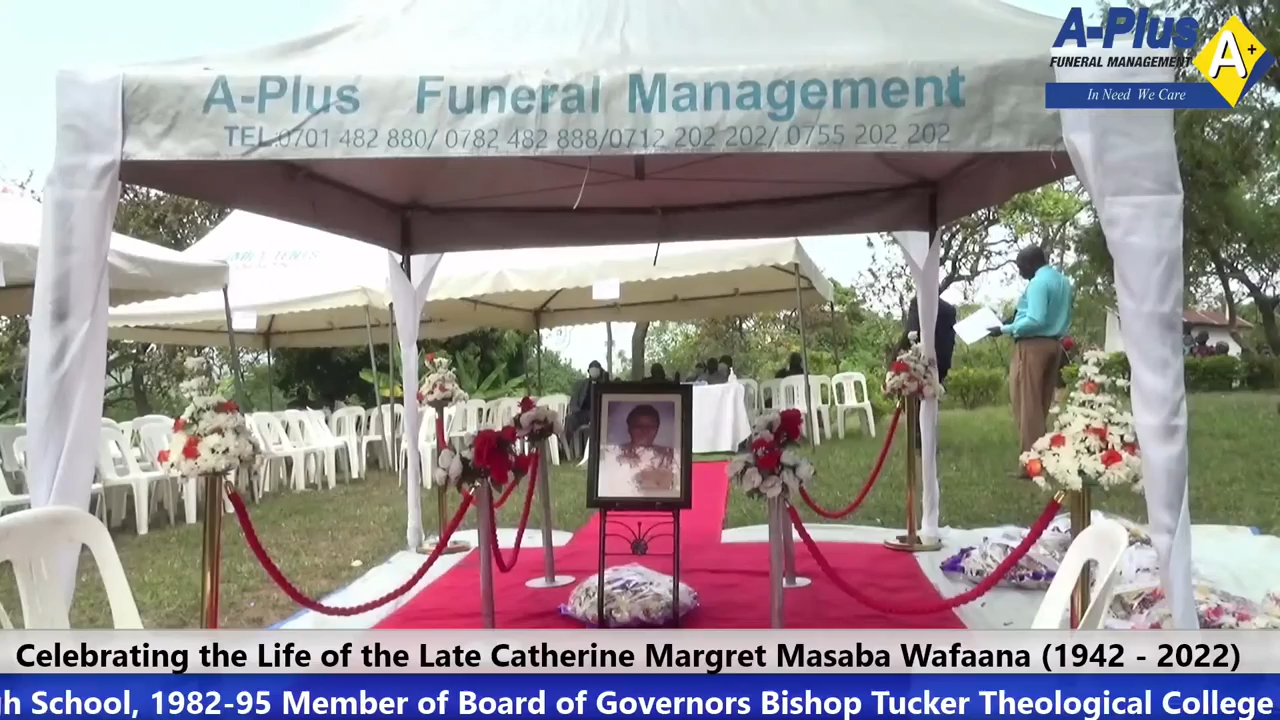 A-Plus
FUNERAL MANAGEMENT
A+
In Need We Care
A-Plus Funeral Management
TEL:0701 482 880/ 0782 482 888/0712 202 202/ 0755 202 202
Celebrating the Life of the Late Catherine Margret Masaba Wafaana (1942 - 2022)
gh School, 1982-95 Member of Board of Governors Bishop Tucker Theological College